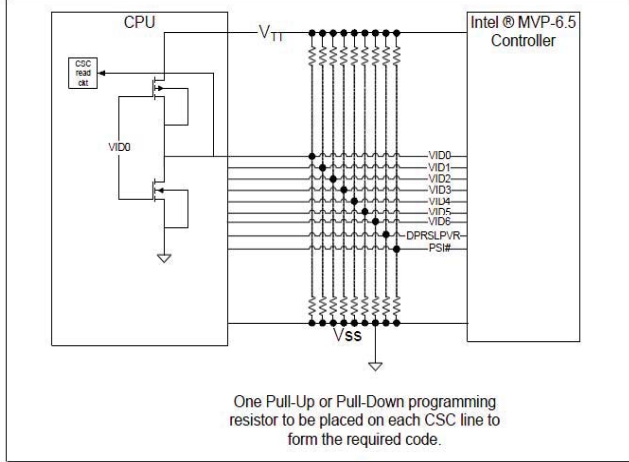 CPU
Intel ® MVP-6.5
Controller
VTT
CSC
read
ckt
VID0
VID0
VID1
VID2
VID3
VID4
VID5
VID6
DPRSLPVR
PSI#
Vss
One Pull-Up or Pull-Down programming
resistor to be placed on each CSC line to
form the required code.